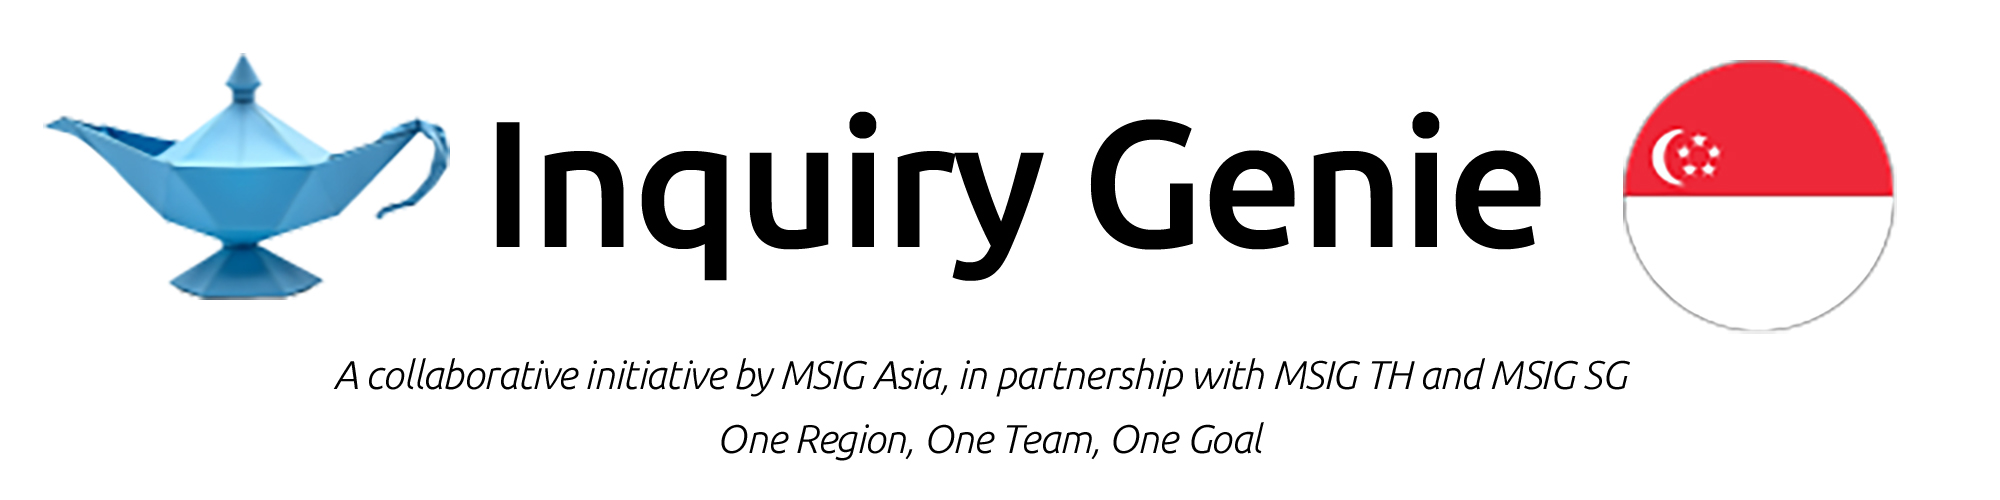 Inquiry Genie
A collaborative initiative by MSIG Asia, in partnership with MSIG TH and MSIG SG
One Region, One Team, One Goal